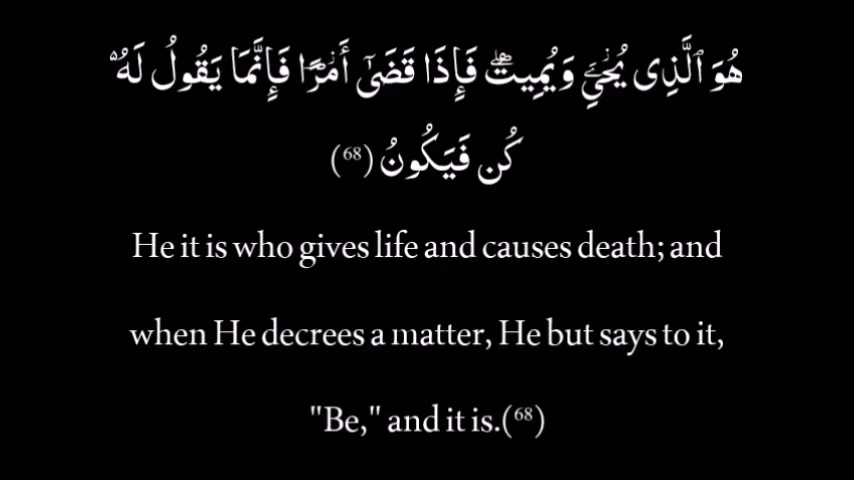 هُوَ ٱلَّذِى يُحْىِۦ وَيُمِيتُ ۖ فَإِذَا قَضَىٰٓ أَمْرًا فَإِنَّمَا يَقُولُ لَهُۥ
كُن فَيَكُونُ (68)
He it is who gives life and causes death; and
when He decrees a matter, He but says to it,
"Be," and it is.(68)